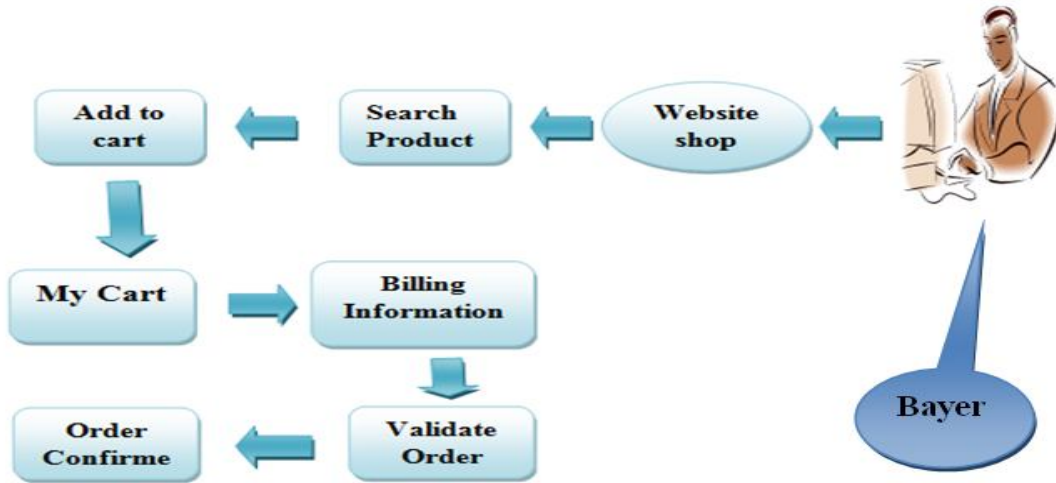 Add to
cart
Search
Product
Website
shop
My Cart
Billing
Information
Bayer
Order
Confirme
Validate
Order